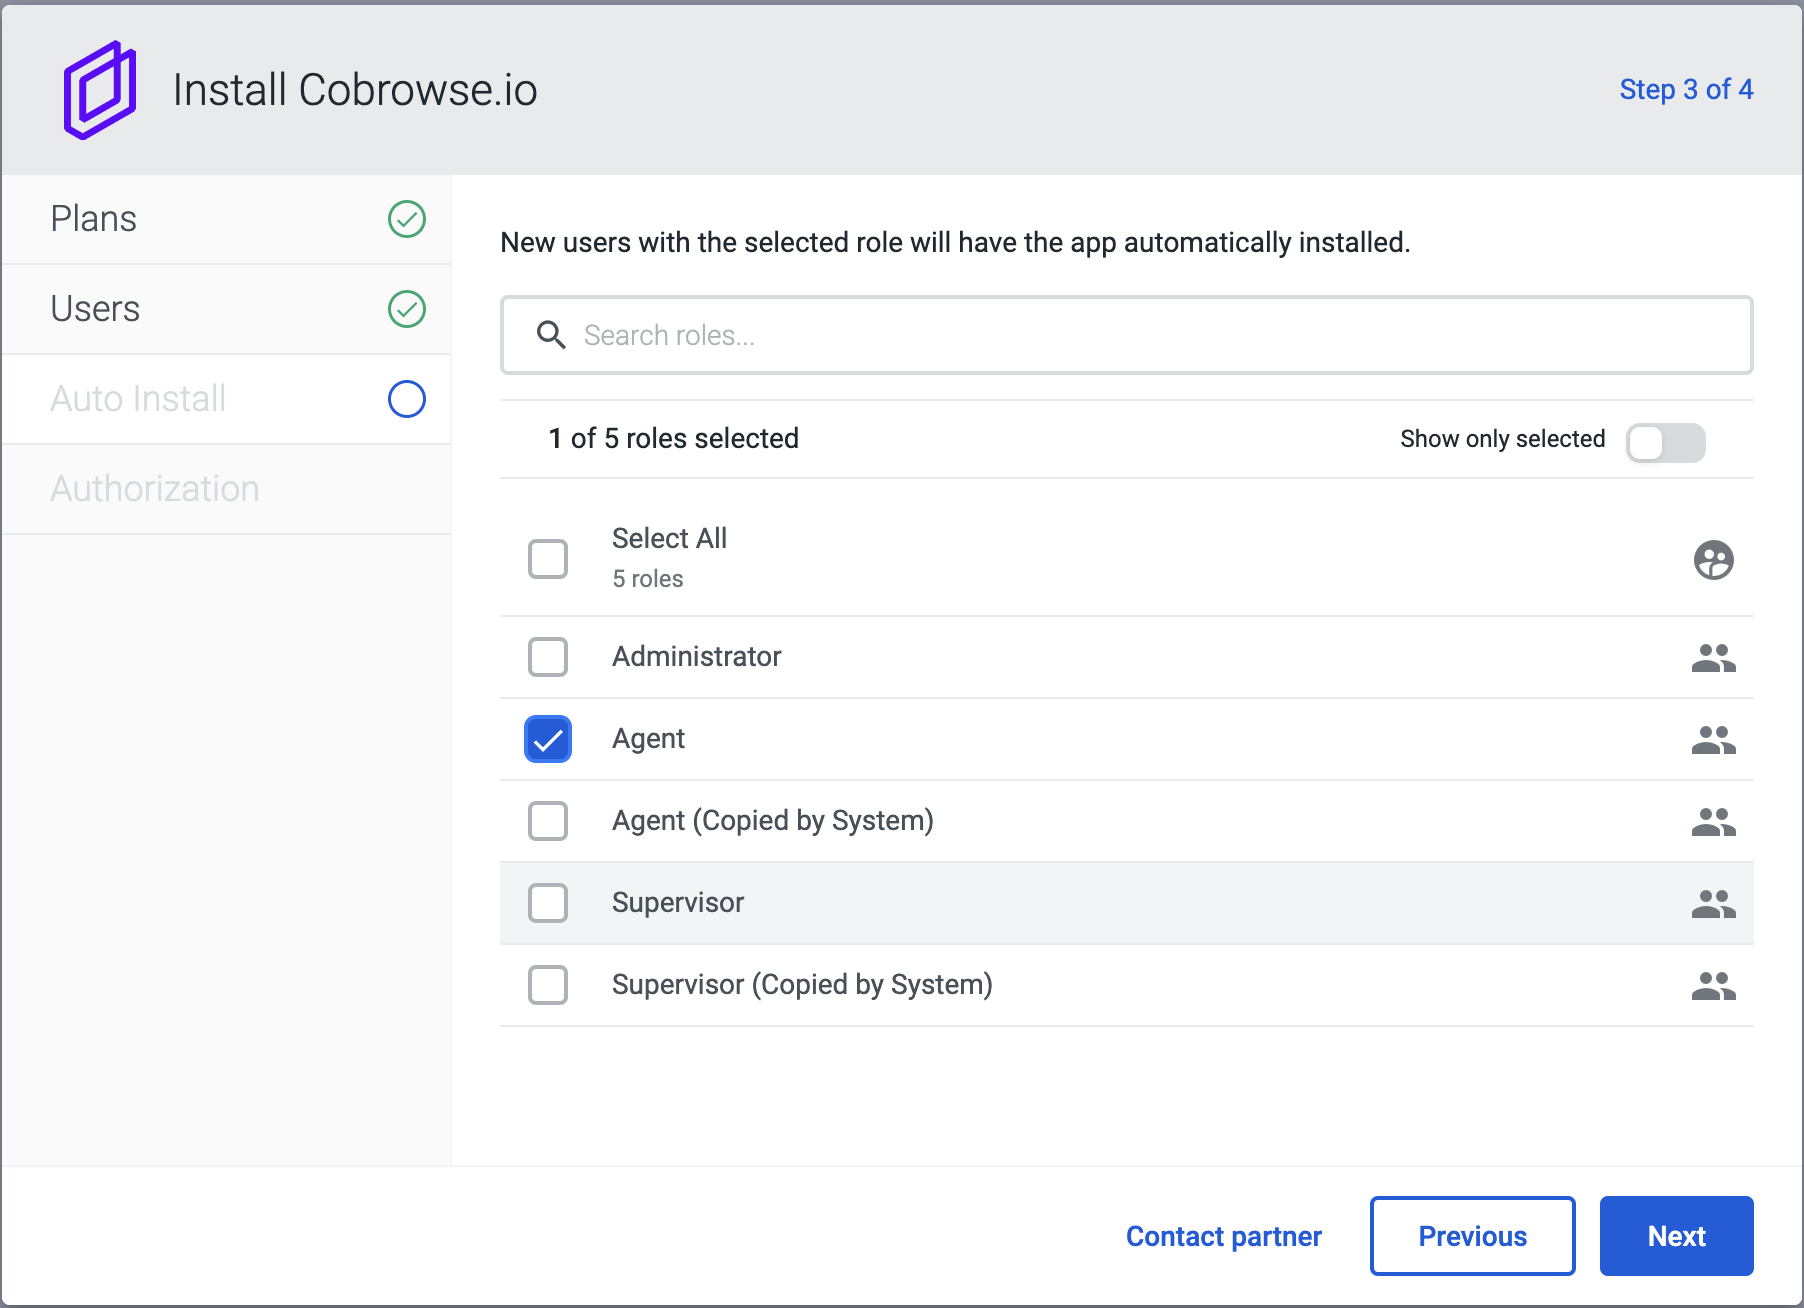 Install Cobrowse.io
Step 3 of 4
Plans
Users
Auto Install
Authorization
New users with the selected role will have the app automatically installed.
Search roles...
1 of 5 roles selected
Show only selected
Select All
5 roles
Administrator
Agent
Agent (Copied by System)
Supervisor
Supervisor (Copied by System)
Contact partner
Previous
Next